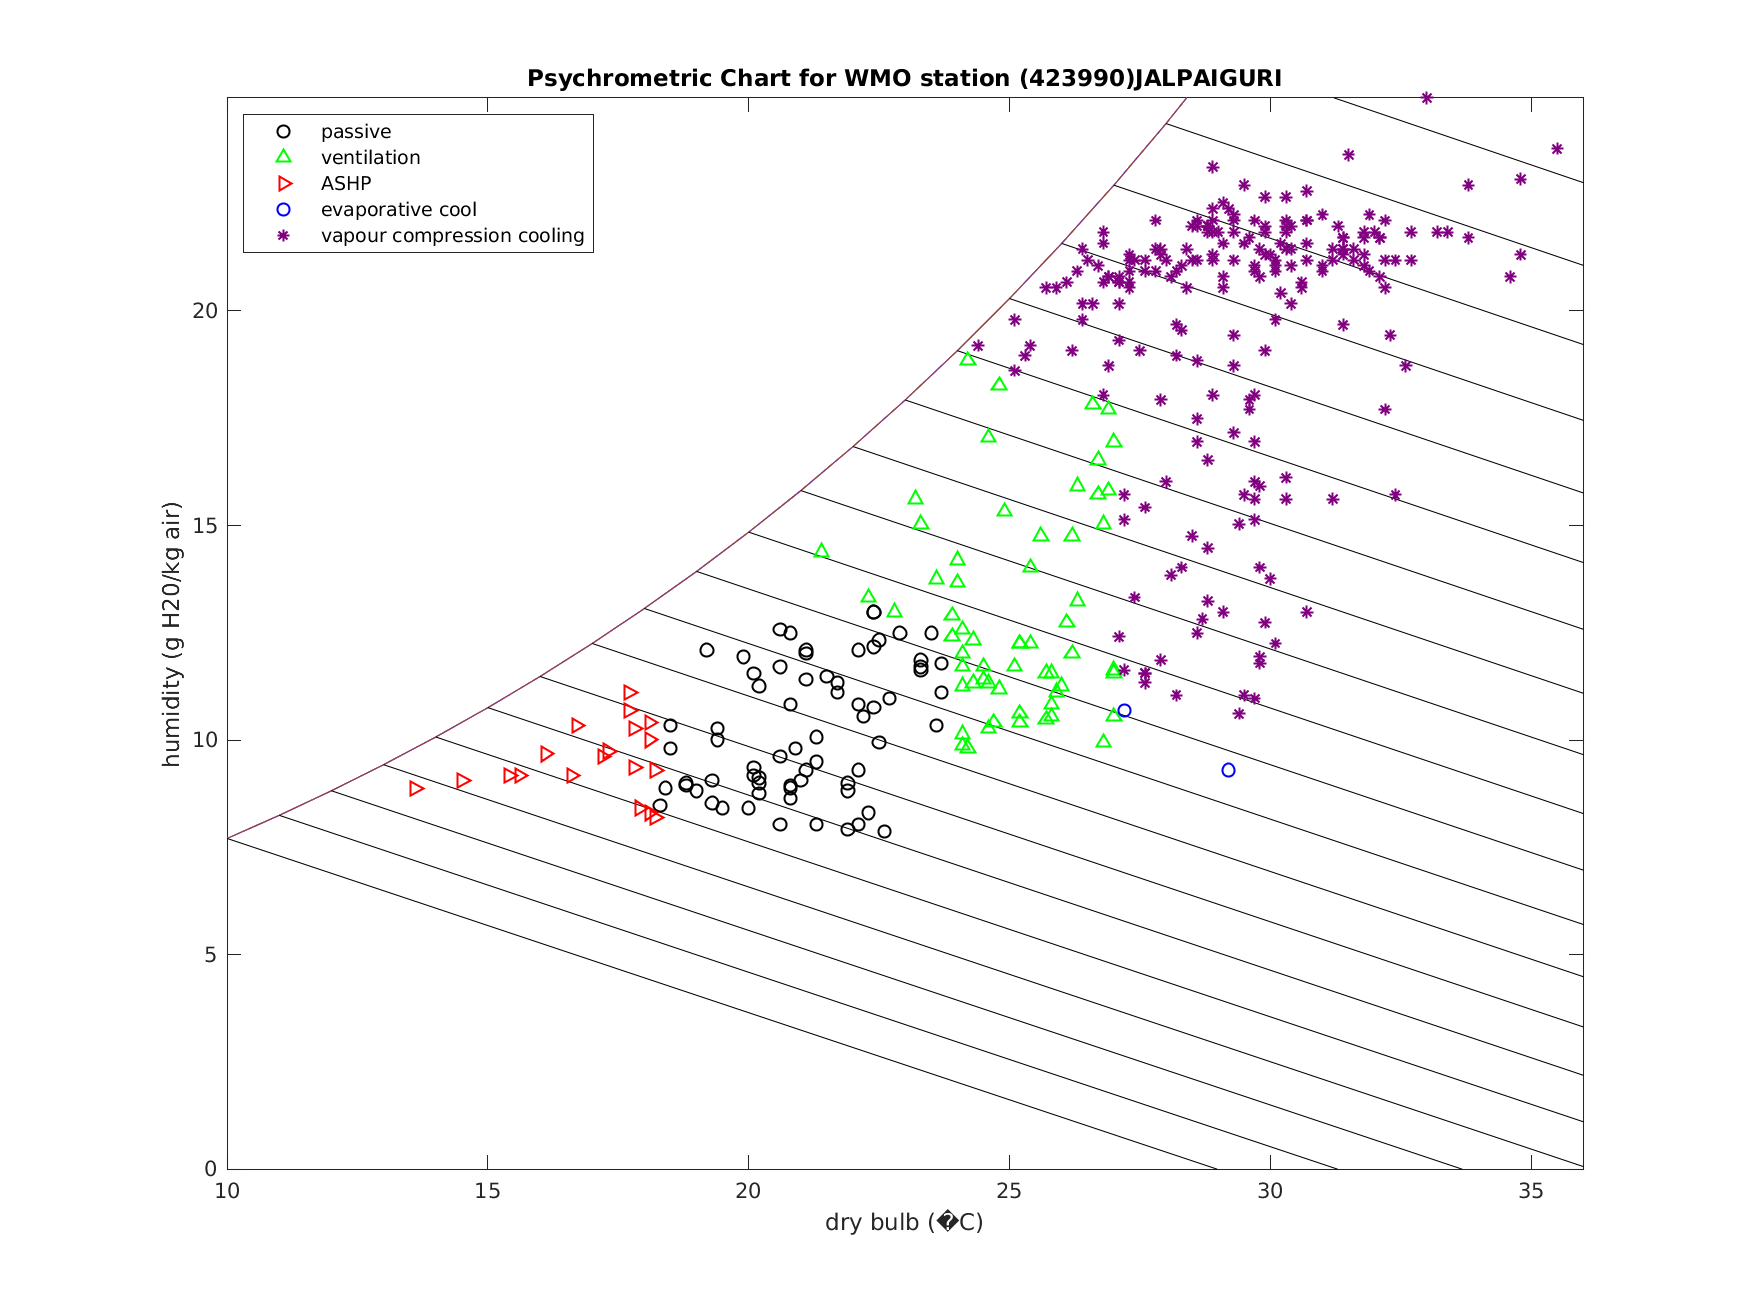 Psychrometric Chart for WMO station (423990)JALPAIGURI
passive
ventilation
ASHP
evaporative cool
vapour compression cooling
humidity (g H20/kg air)
20
15
10
5
0
10 15 20 25 30 35
dry bulb (�C)